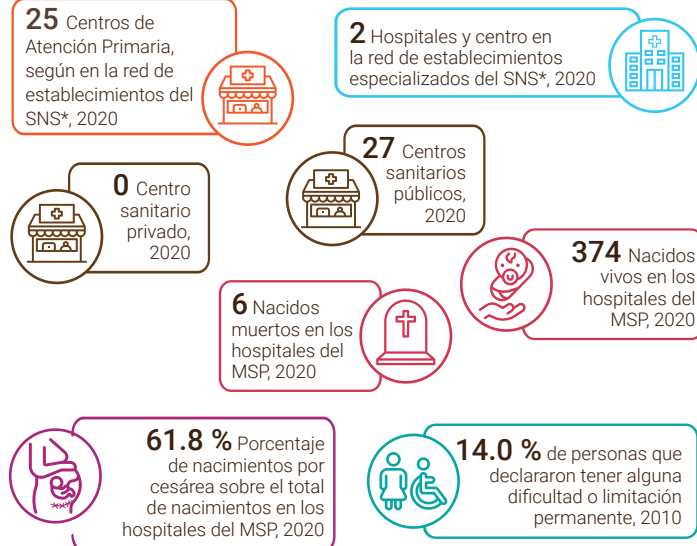 25 Centros de
Atención Primaria,
según en la red de
establecimientos del
SNS*, 2020
2 Hospitales y centro en
la red de establecimientos
especializados del SNS*, 2020
0 Centro
sanitario
privado,
2020
27 Centros
sanitarios
públicos,
2020
374 Nacidos
vivos en los
hospitales del
MSP, 2020
6 Nacidos
muertos en los
hospitales del
MSP, 2020
61.8 % Porcentaje
de nacimientos por
cesárea sobre el total
de nacimientos en los
hospitales del MSP, 2020
14.0 % de personas que
declararon tener alguna
dificultad o limitación
permanente, 2010